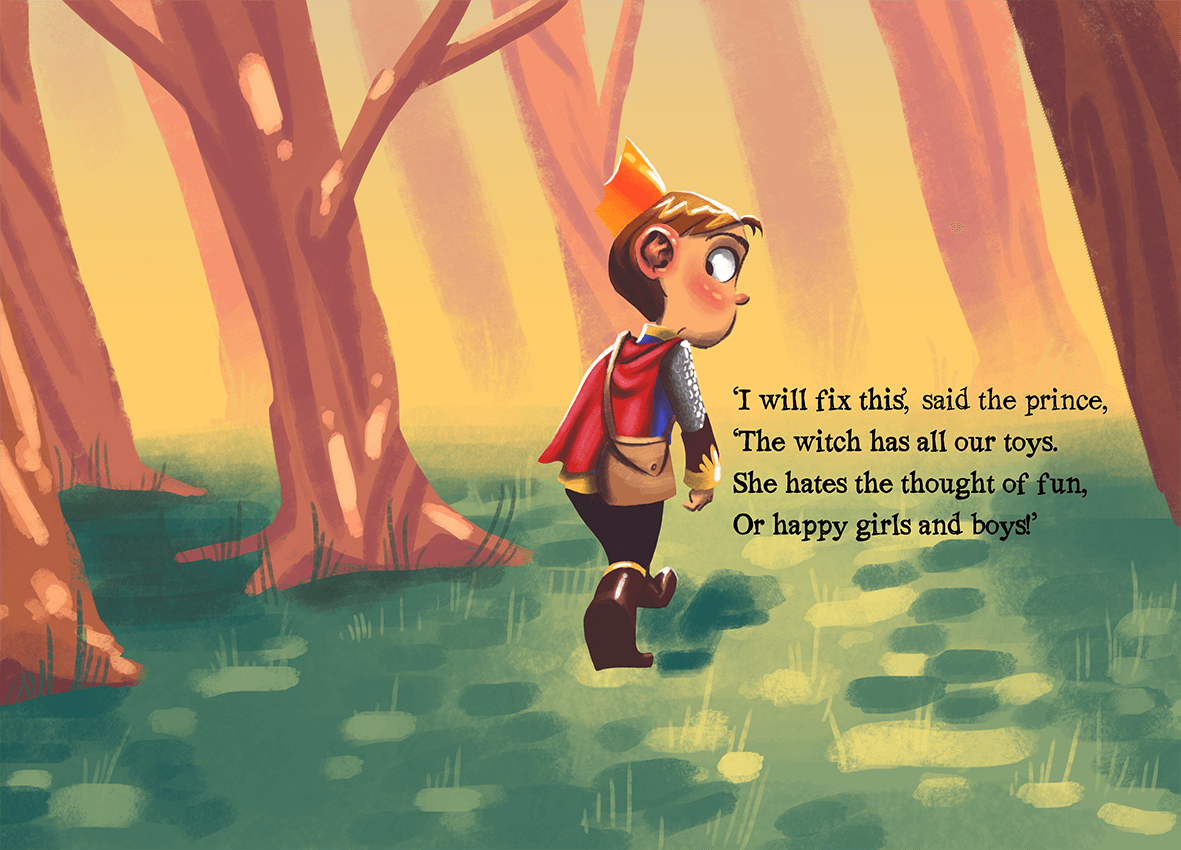 ‘I will fix this’, said the prince,
‘The witch has all our toys.
She hates the thought of fun,
Or happy girls and boys!’